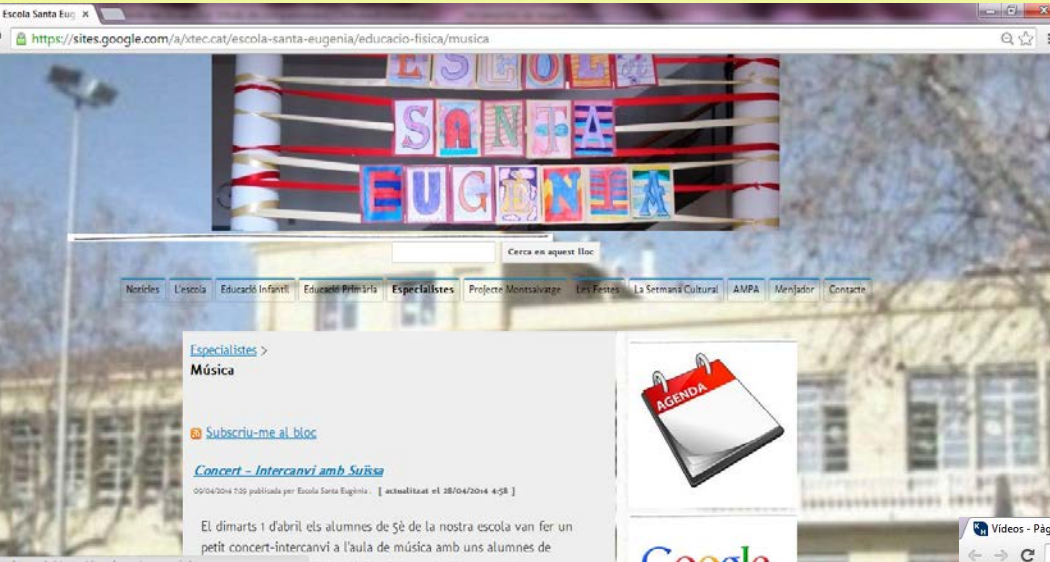 Escola Santa Eug
https://sites.google.com/a/xtec.cat/escola-santa-eugenia/educacio-fisica/musica
ESCOLA
SANTA
EUGÈNIA
Cerca en aquest lloc
Notícies L'escola Educació Infantil Educació Primària Especialistes Projecte Montsalvatge Les Festes La Setmana Cultural AMPA Menjador Contacte
Especialistes >
Música
AGENDA
Subscriu-me al bloc
Concert - Intercanvi amb Suïssa
09/04/2014 7:29 publicada per Escola Santa Eugènia . [ actualitzat el 28/04/2014 4:58 ]
El dimarts 1 d'abril els alumnes de 5è de la nostra escola van fer un
petit concert-intercanvi a l'aula de música amb uns alumnes de
Google
KH Vídeos - Pàg